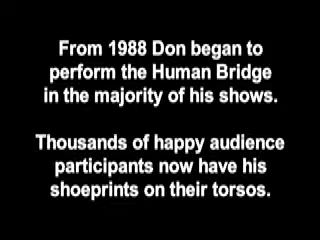 From 1988 Don began to
perform the Human Bridge
in the majority of his shows.
Thousands of happy audience
participants now have his
shoeprints on their torsos.